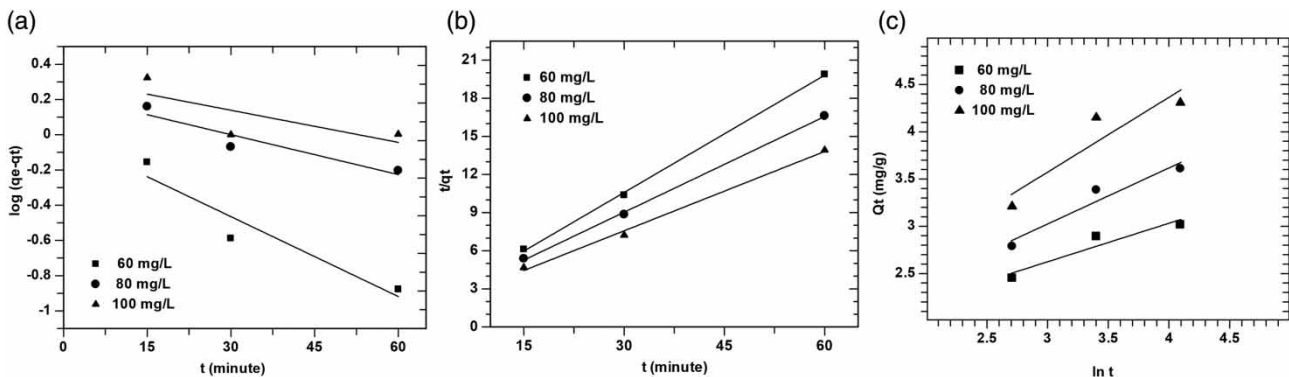 (a)
log (qe-qt)
0.4
0.2
0
-0.2
-0.4
-0.6
-0.8
-1
60 mg/L
80 mg/L
100 mg/L
0
15
30
45
60
t (minute)
(b)
t/qt
21
18
15
12
9
6
3
0
60 mg/L
80 mg/L
100 mg/L
15
30
45
60
t (minute)
(c)
Qt (mg/g)
4.5
4.0
3.5
3.0
2.5
60 mg/L
80 mg/L
100 mg/L
2.5
3
3.5
4
4.5
ln t